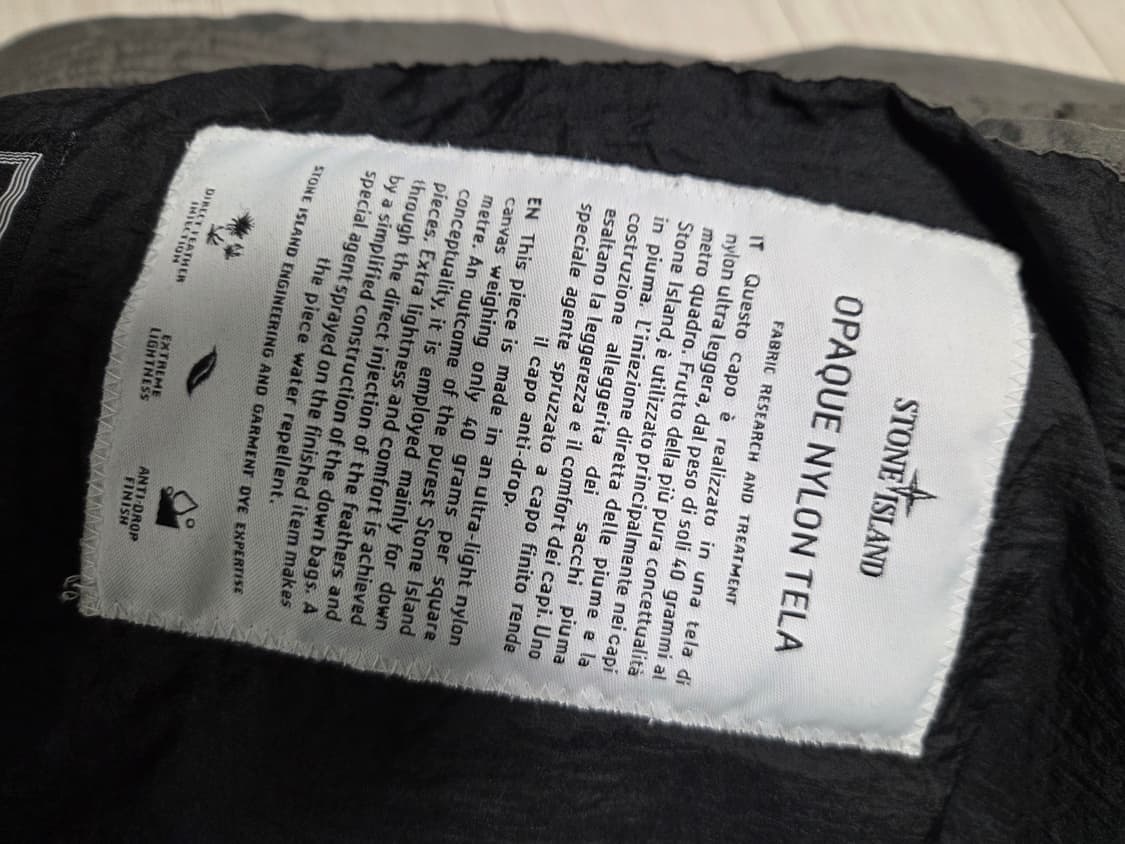 STONE ISLAND
OPAQUE NYLON TELA
FABRIC RESEARCH AND TREATMENT
IT Questo capo è realizzato in una tela di
nylon ultra leggera, dal peso di soli 40 grammi al
metro quadro. Frutto della più pura concettualità
Stone Island, è utilizzato principalmente nei capi
in piuma. L'iniezione diretta delle piume e la
costruzione alleggerita dei sacchi piuma
esaltano la leggerezza e il comfort dei capi. Uno
speciale agente spruzzato a capo finito rende
il capo anti-drop.
EN This piece is made in an ultra-light nylon
canvas weighing only 40 grams per square
metre. An outcome of the purest Stone Island
conceptuality, it is employed mainly for down
pieces. Extra lightness and comfort is achieved
through the direct injection of the feathers and
by a simplified construction of the down bags. A
special agent sprayed on the finished item makes
the piece water repellent.
STONE ISLAND ENGINEERING AND GARMENT DYE EXPERTISE
DIRECT FEATHER
INJECTION
EXTREME
LIGHTNESS
ANTI-DROP
FINISH